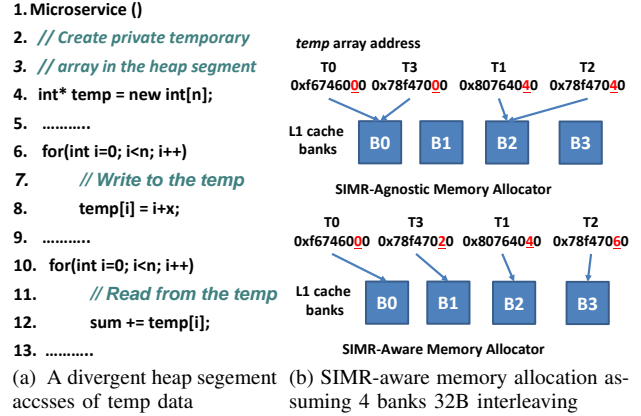 1. Microservice ()
2. // Create private temporary
3. // array in the heap segment
4. int* temp = new int[n];
5. ………..
6. for(int i=0; i<n; i++)
7. // Write to the temp
8. temp[i] = i+x;
9. ………..
10. for(int i=0; i<n; i++)
11. // Read from the temp
12. sum += temp[i];
13. ………..
(a) A divergent heap segement
accsses of temp data
temp array address
T0 T3 T1 T2
0xf6746000 0x78f47000 0x80764040 0x78f47040
L1 cache
banks
B0 B1 B2 B3
SIMR-Agnostic Memory Allocator
T0 T3 T1 T2
0xf6746000 0x78f47020 0x80764040 0x78f47060
L1 cache
banks
B0 B1 B2 B3
SIMR-Aware Memory Allocator
(b) SIMR-aware memory allocation as-
suming 4 banks 32B interleaving